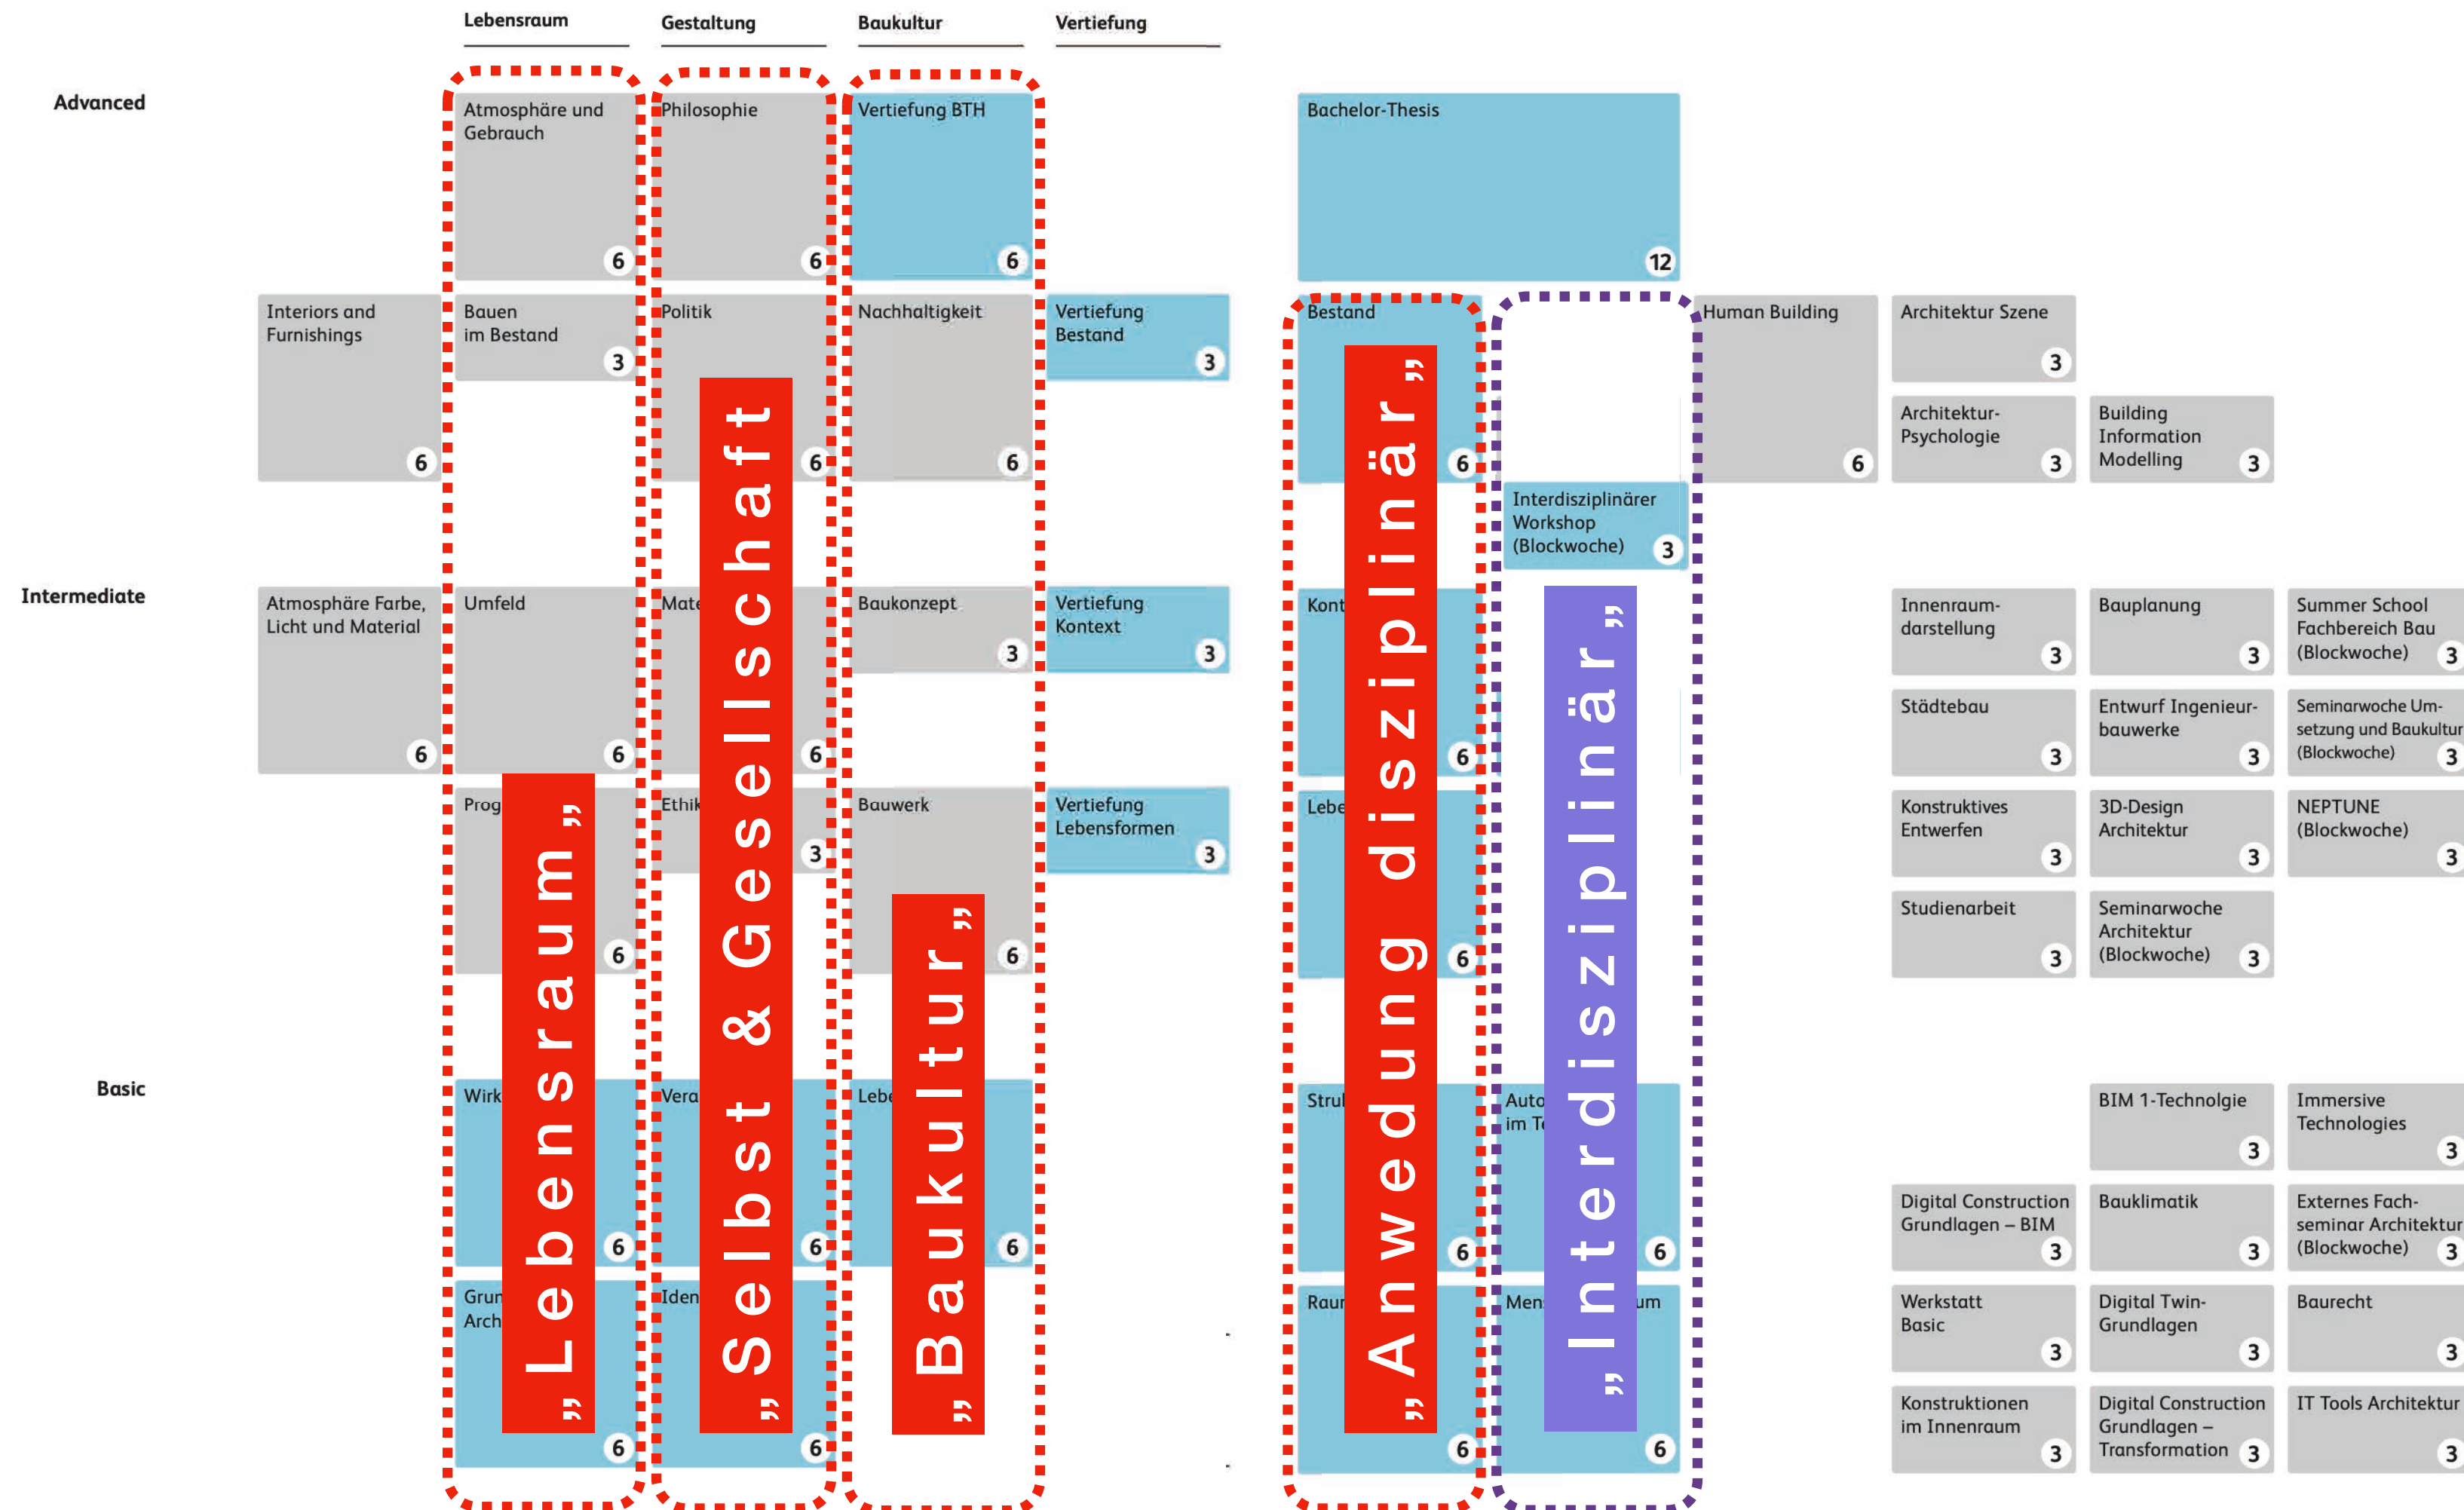 Lebensraum
Gestaltung
Baukultur
Vertiefung
Advanced
Atmosphäre und
Gebrauch
6
Philosophie
6
Vertiefung BTH
6
Bachelor-Thesis
12
Interiors and
Furnishings
6
Bauen
im Bestand
3
Politik
6
Nachhaltigkeit
6
Vertiefung
Bestand
3
Bestand
6
Human Building
6
Architektur Szene
3
Architektur-
Psychologie
3
Building
Information
Modelling
3
Interdisziplinärer
Workshop
(Blockwoche)
3
Intermediate
Atmosphäre Farbe,
Licht und Material
6
Umfeld
6
Mate
6
Baukonzept
3
Vertiefung
Kontext
3
Kont
6
Innenraum-
darstellung
3
Bauplanung
3
Summer School
Fachbereich Bau
(Blockwoche)
3
Städtebau
3
Entwurf Ingenieur-
bauwerke
3
Seminarwoche Um-
setzung und Baukultur
(Blockwoche)
3
Prog
6
Ethik
3
Bauwerk
6
Vertiefung
Lebensformen
3
Lebe
6
Konstruktives
Entwerfen
3
3D-Design
Architektur
3
NEPTUNE
(Blockwoche)
3
Studienarbeit
3
Seminarwoche
Architektur
(Blockwoche)
3
Basic
Wirk
6
Vera
6
Lebe
6
Stru
6
Auto
im Te
6
BIM 1-Technolgie
3
Immersive
Technologies
3
Digital Construction
Grundlagen – BIM
3
Bauklimatik
3
Externes Fach-
seminar Architektur
(Blockwoche)
3
Grun
Arch
6
Iden
6
Raur
6
Men
um
6
Werkstatt
Basic
3
Digital Twin-
Grundlagen
3
Baurecht
3
Konstruktionen
im Innenraum
3
Digital Construction
Grundlagen –
Transformation
3
IT Tools Architektur
3
„Lebensraum„
„Selbst & Gesellschaft
„Baukultur„
„Anwedung disziplinär„
„Interdisziplinär„